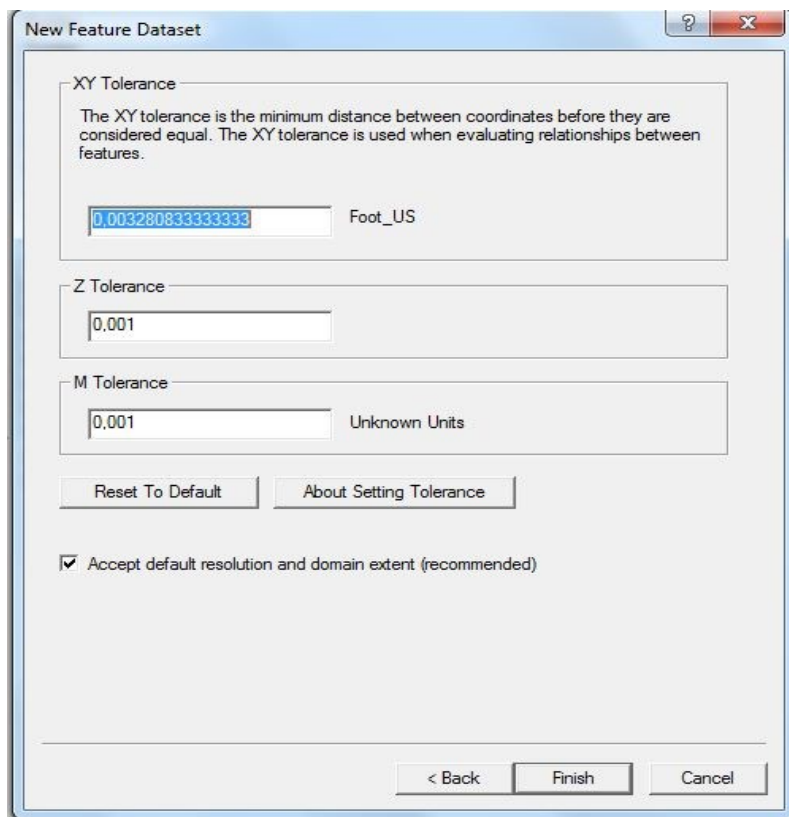 New Feature Dataset
XY Tolerance
The XY tolerance is the minimum distance between coordinates before they are
considered equal. The XY tolerance is used when evaluating relationships between
features.
0,003280833333333 Foot_US
Z Tolerance
0,001
M Tolerance
0,001 Unknown Units
Reset To Default About Setting Tolerance
Accept default resolution and domain extent (recommended)
< Back Finish Cancel